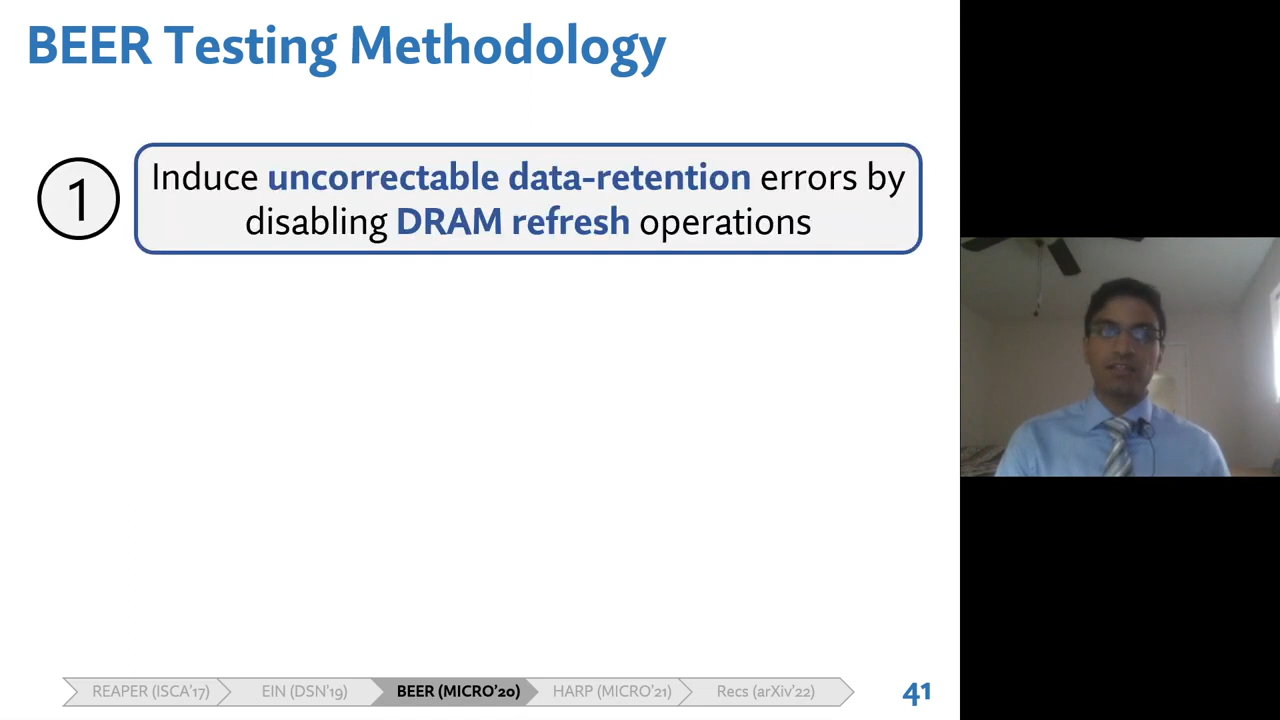 BEER Testing Methodology
1
Induce uncorrectable data-retention errors by
disabling DRAM refresh operations
REAPER (ISCA'17)
EIN (DSN'19)
BEER (MICRO'20)
HARP (MICRO'21)
Recs (arXiv'22)
41